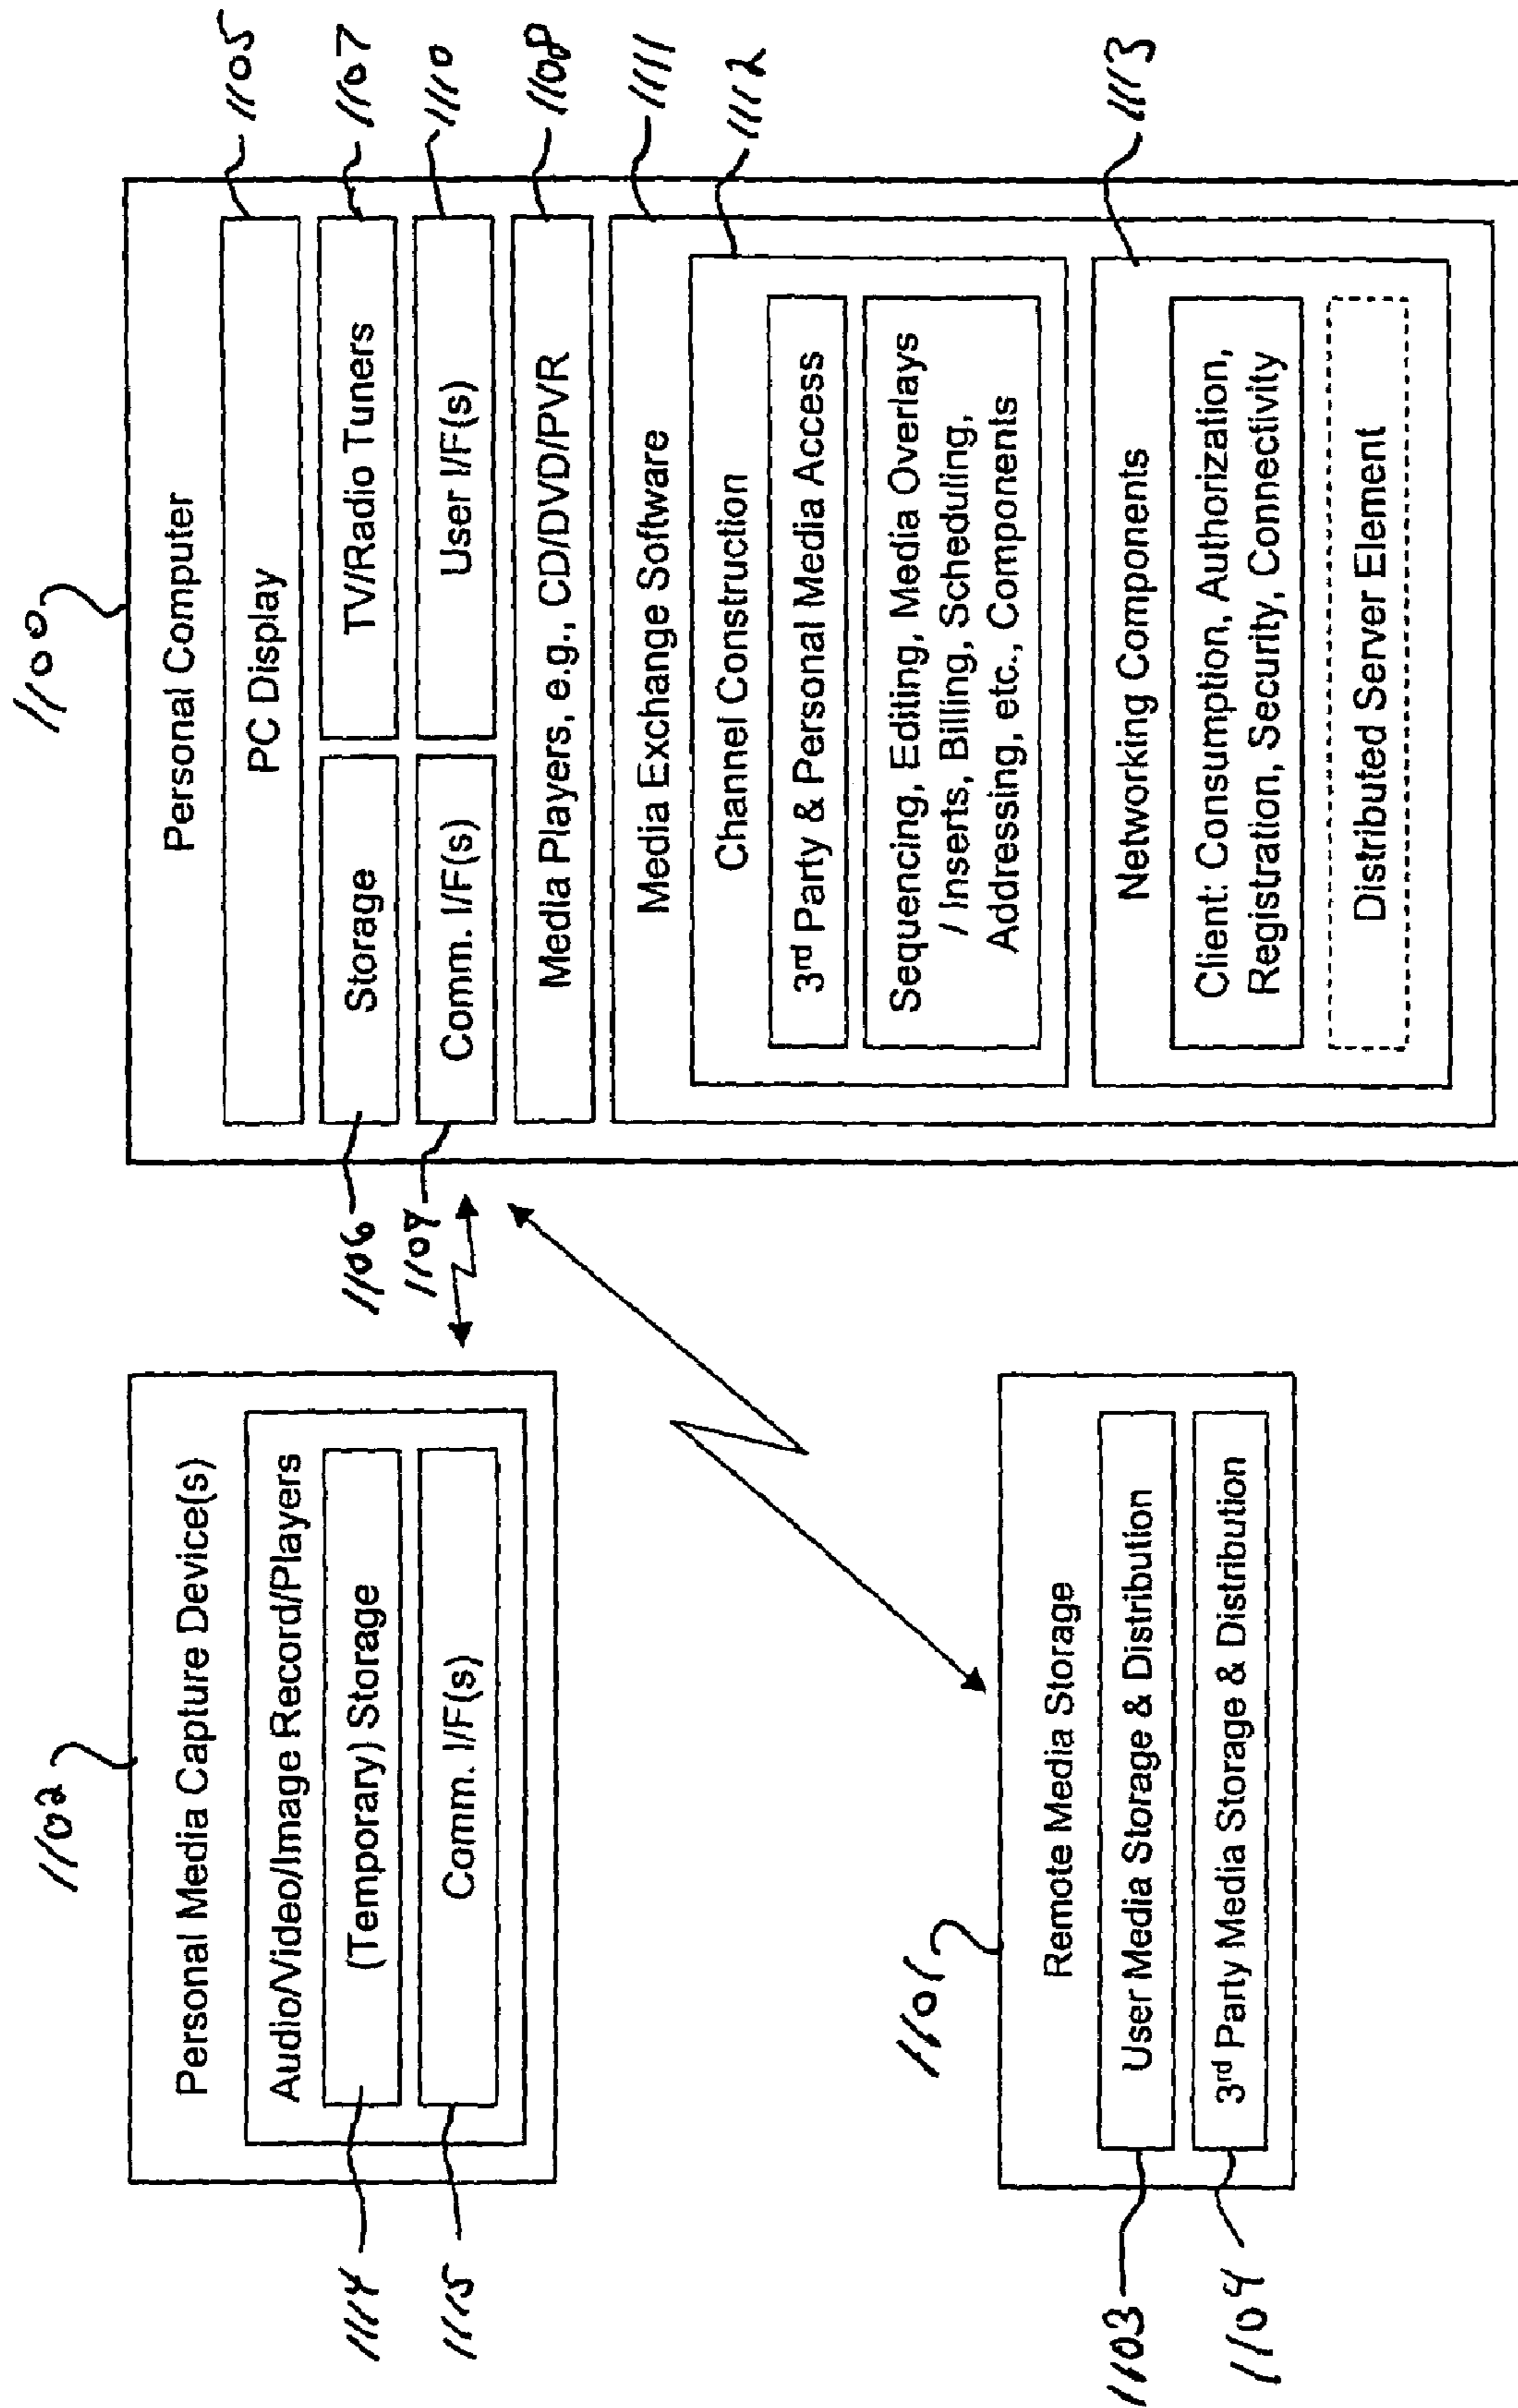 1100
Personal Computer
PC Display
1105
1106
Storage
TV/Radio Tuners
1107
1109
Comm. I/F(s)
User I/F(s)
1110
Media Players, e.g., CD/DVD/PVR
1108
Media Exchange Software
1111
Channel Construction
1112
3rd Party & Personal Media Access
Sequencing, Editing, Media Overlays
/ Inserts, Billing, Scheduling,
Addressing, etc., Components
Networking Components
1113
Client: Consumption, Authorization,
Registration, Security, Connectivity
Distributed Server Element
1102
Personal Media Capture Device(s)
Audio/Video/Image Record/Players
1114
(Temporary) Storage
1115
Comm. I/F(s)
1101
Remote Media Storage
1103
User Media Storage & Distribution
1104
3rd Party Media Storage & Distribution